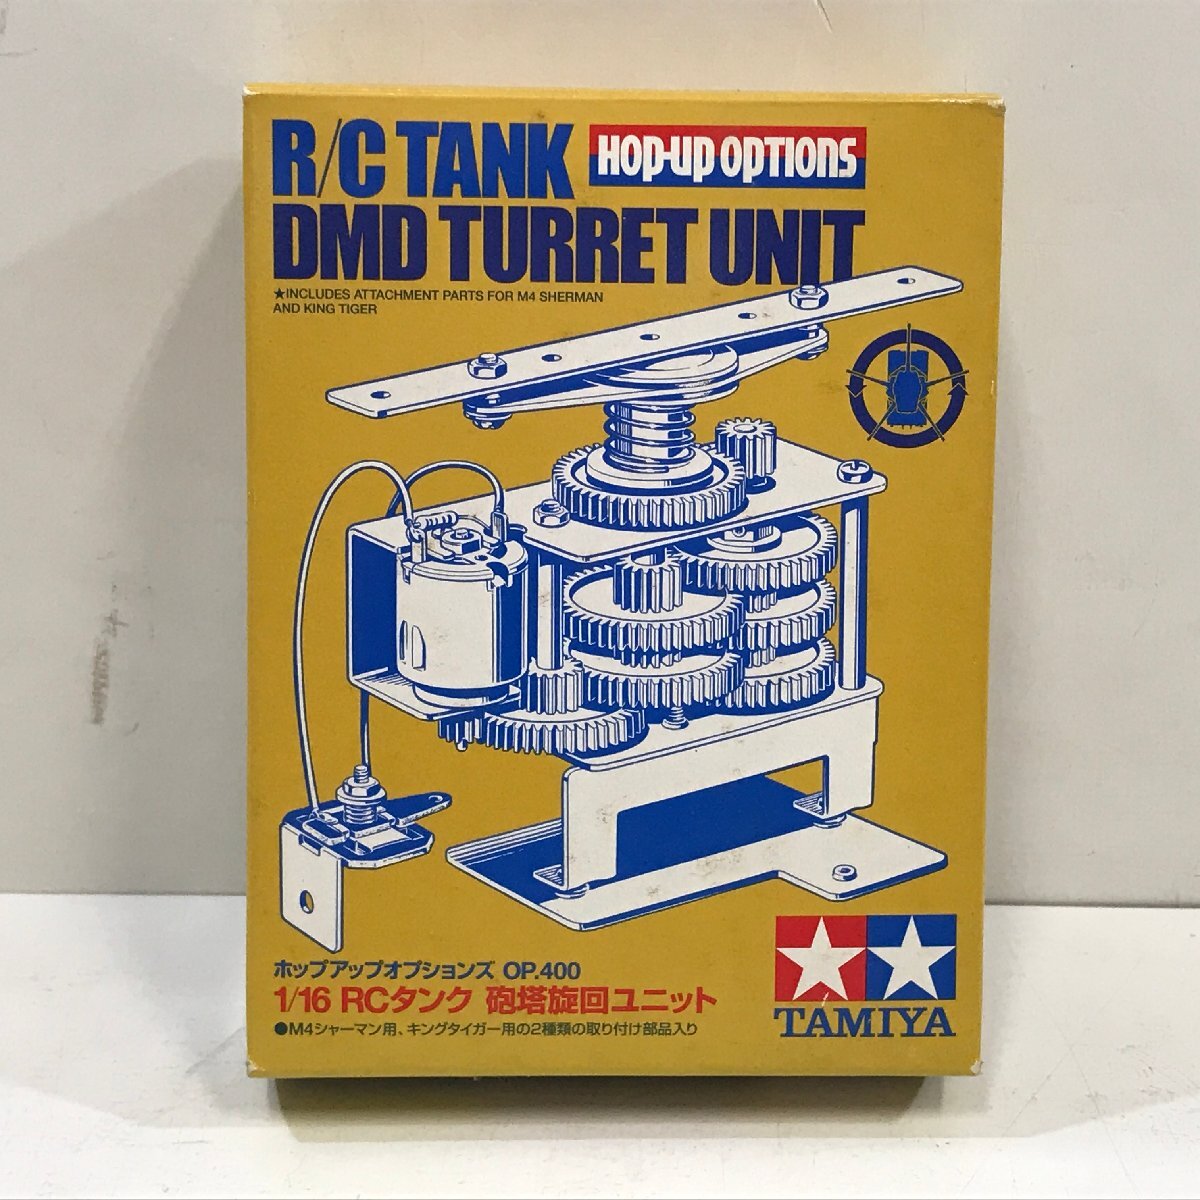 R/C TANK
HOP-UP OPTIONS
DMD TURRET UNIT
★INCLUDES ATTACHMENT PARTS FOR M4 SHERMAN
AND KING TIGER
ホップアップオプションズ OP.400
1/16 RCタンク 砲塔旋回ユニット
●M4シャーマン用、キングタイガー用の2種類の取り付け部品入り
TAMIYA